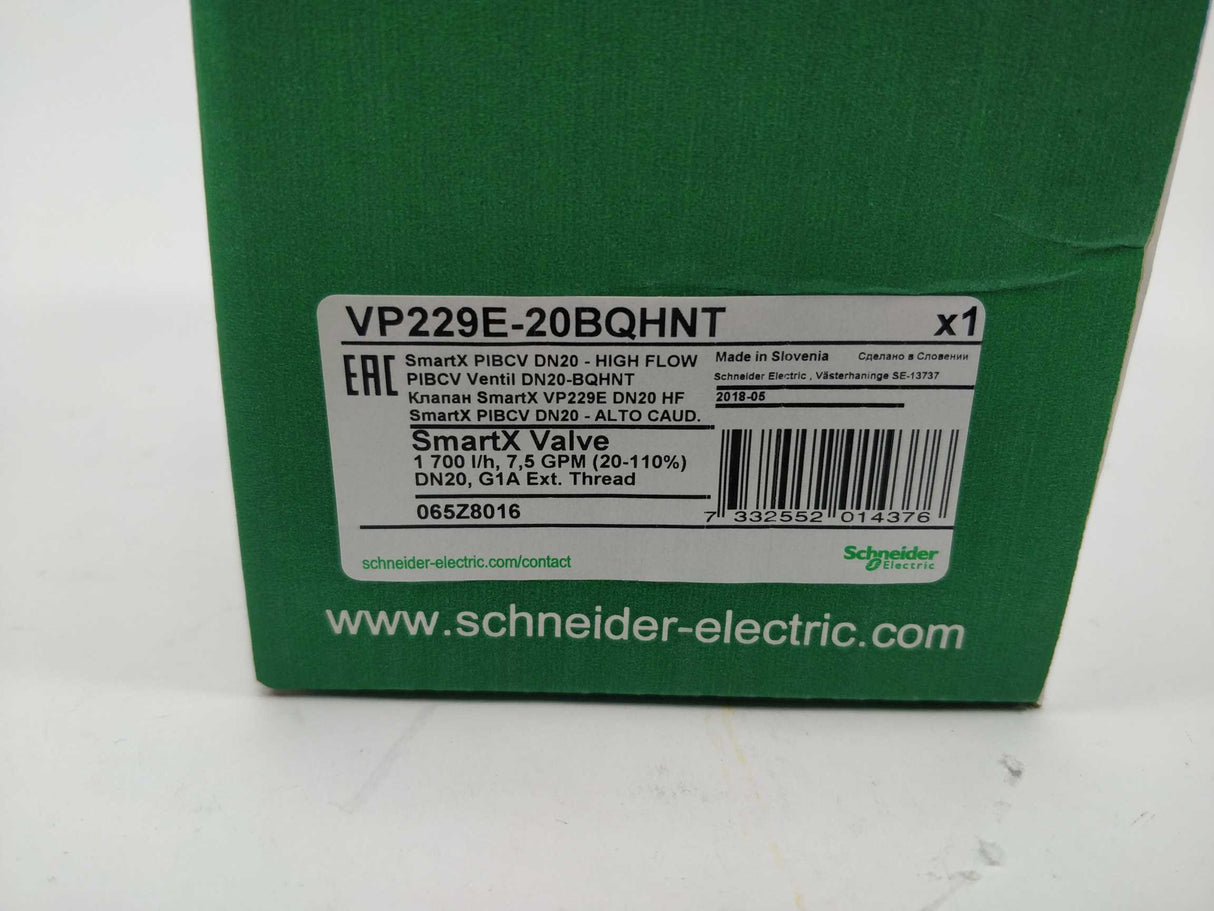 VP229E-20BQHNT x1
EAC
SmartX PIBCV DN20 - HIGH FLOW
PIBCV Ventil DN20-BQHNT
Клапан SmartX VP229E DN20 HF
SmartX PIBCV DN20 - ALTO CAUD.
Made in Slovenia Сделано в Словении
Schneider Electric , Västerhaninge SE-13737
2018-05
SmartX Valve
1 700 l/h, 7,5 GPM (20-110%)
DN20, G1A Ext. Thread
065Z8016
7 332552 014376
schneider-electric.com/contact
Schneider
Electric
www.schneider-electric.com